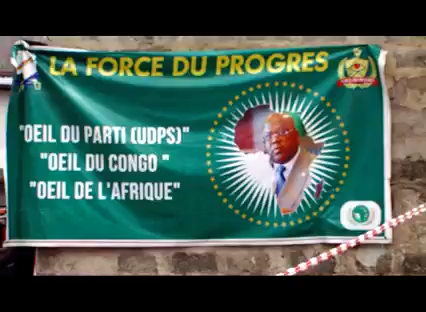 LA FORCE DU PROGRES
"OEIL DU PARTI (UDPS)"
"OEIL DU CONGO "
"OEIL DE L'AFRIQUE"